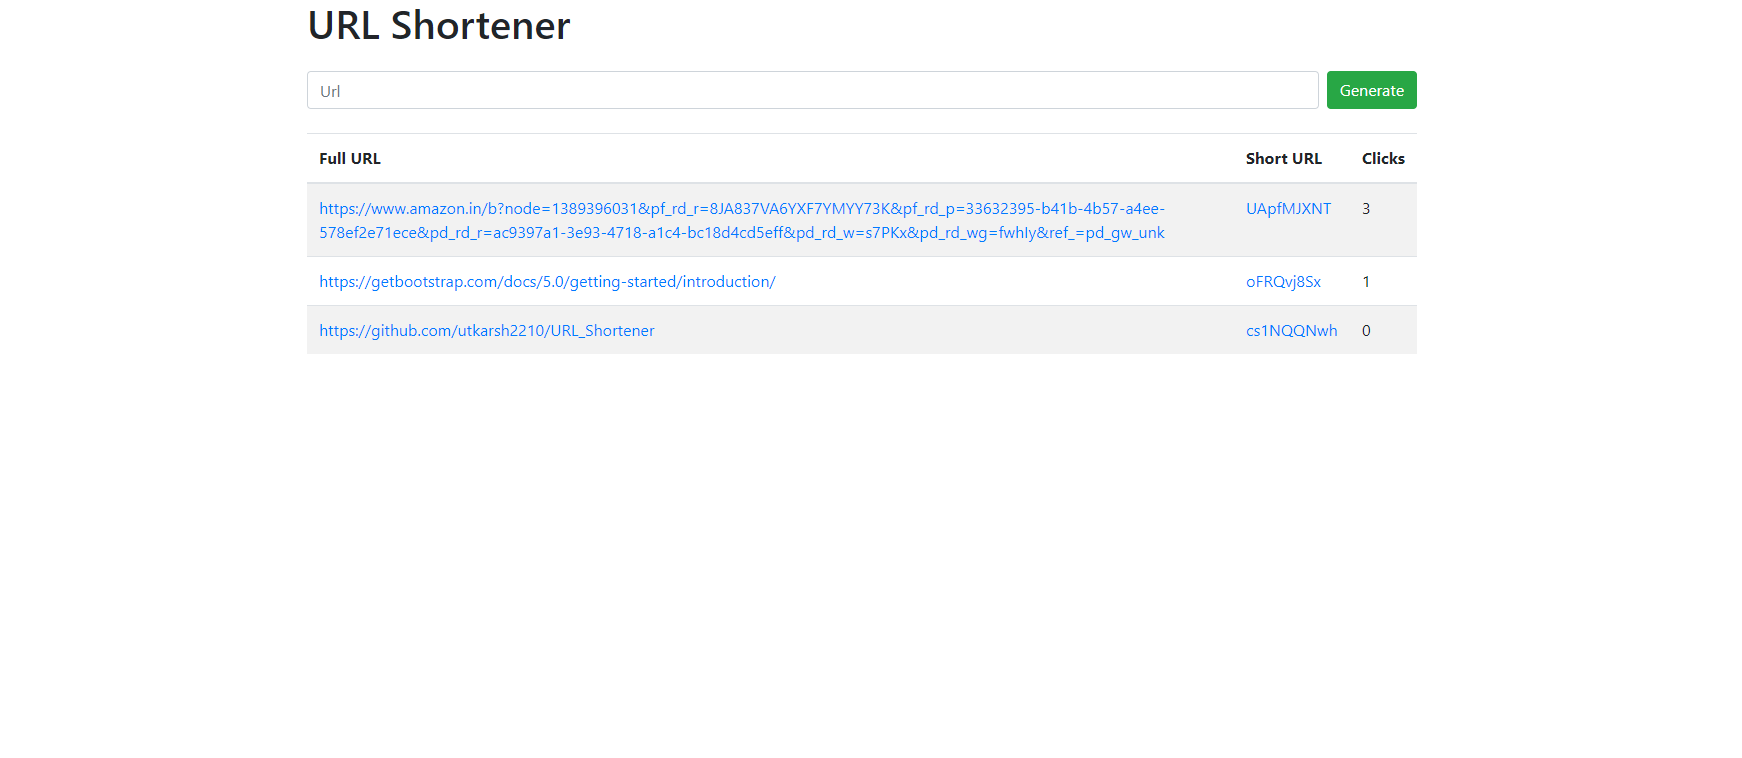 URL Shortener
Url
Generate
Full URL Short URL Clicks
https://www.amazon.in/b?node=1389396031&pf_rd_r=8JA837VA6YXF7YMYY73K&pf_rd_p=33632395-b41b-4b57-a4ee- UApfMJXNT 3
578ef2e71ece&pd_rd_r=ac9397a1-3e93-4718-a1c4-bc18d4cd5eff&pd_rd_w=s7PKx&pd_rd_wg=fwhIy&ref_=pd_gw_unk
https://getbootstrap.com/docs/5.0/getting-started/introduction/ oFRQvj8Sx 1
https://github.com/utkarsh2210/URL_Shortener cs1NQQNwh 0